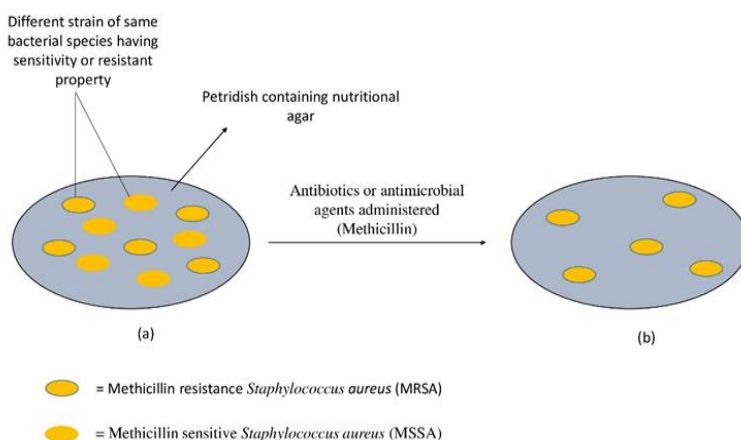 Different strain of same
bacterial species having
sensitivity or resistant
property
Petridish containing nutritional
agar
Antibiotics or antimicrobial
agents administered
(Methicillin)
(a)
(b)
= Methicillin resistance Staphylococcus aureus (MRSA)
= Methicillin sensitive Staphylococcus aureus (MSSA)